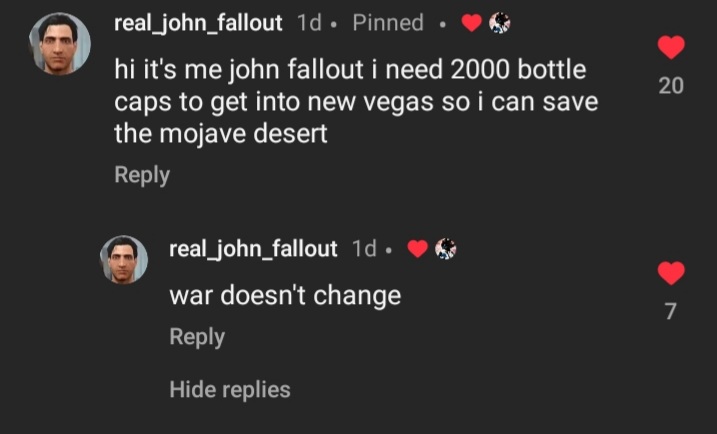 real_john_fallout 1d • Pinned •
hi it's me john fallout i need 2000 bottle
caps to get into new vegas so i can save
the mojave desert
20
Reply
real_john_fallout 1d •
war doesn't change
7
Reply
Hide replies